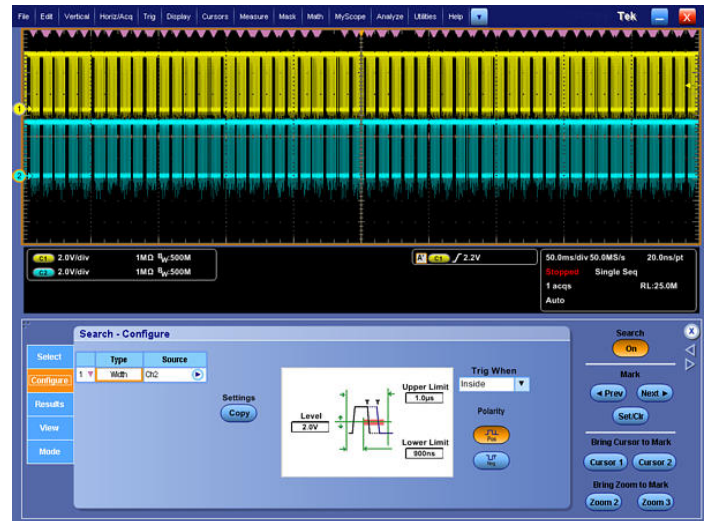 File Edit Vertical Horiz/Acq Trig Display Cursors Measure Mask Math MyScope Analyze Utilities Help Tek X
1
2
C1 2.0V/div 1MΩ BW:500M
C2 2.0V/div 1MΩ BW:500M
A' C1 2.2V
50.0ms/div 50.0MS/s 20.0ns/pt
Stopped Single Seq
1 acqs RL:25.0M
Auto
Search - Configure
Select
Configure
Results
View
Mode
Type Source
1 Width Ch2
Settings
Copy
Level
2.0V
Upper Limit
1.0µs
Lower Limit
900ns
Trig When
Inside
Polarity
Pos
Neg
Search X
On
Mark
Prev Next
Set/Clr
Bring Cursor to Mark
Cursor 1 Cursor 2
Bring Zoom to Mark
Zoom 2 Zoom 3